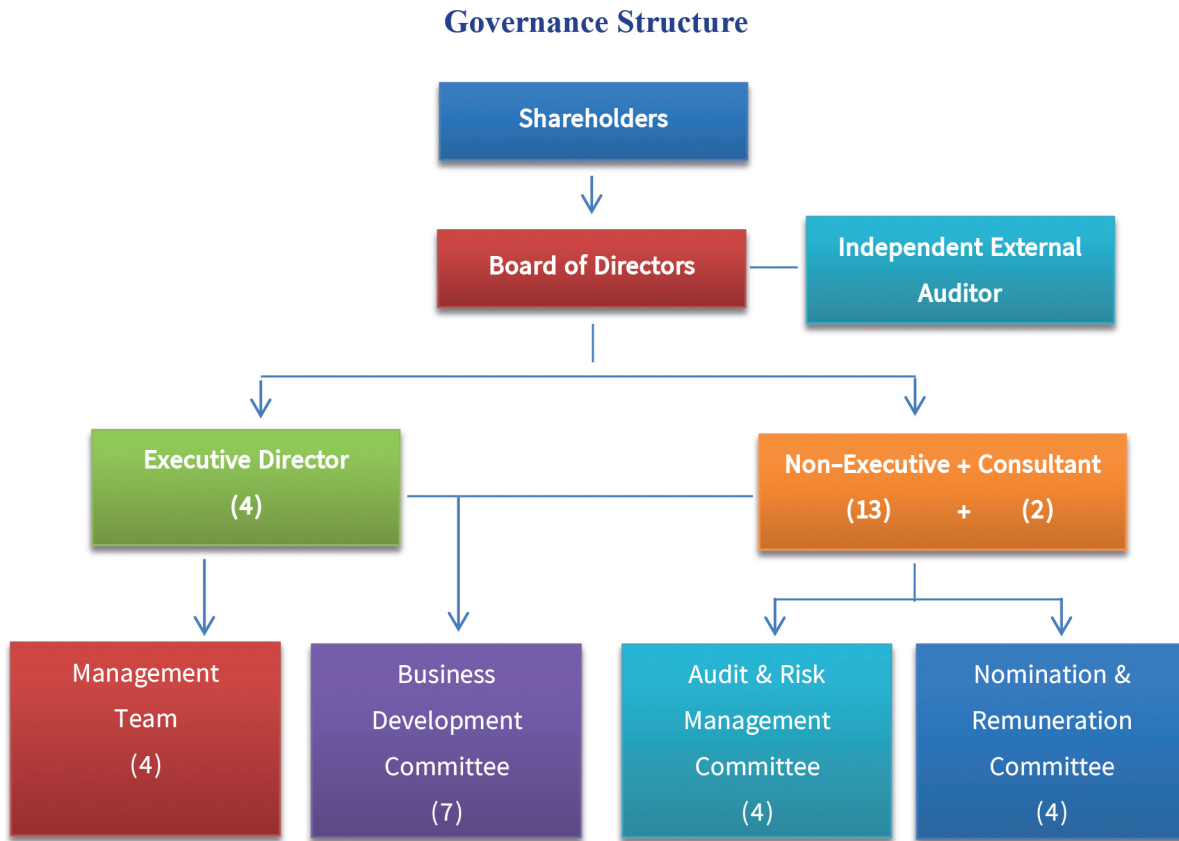 Governance Structure
Shareholders
Board of Directors
Independent External
Auditor
Executive Director
(4)
Non–Executive + Consultant
(13) + (2)
Management
Team
(4)
Business
Development
Committee
(7)
Audit & Risk
Management
Committee
(4)
Nomination &
Remuneration
Committee
(4)